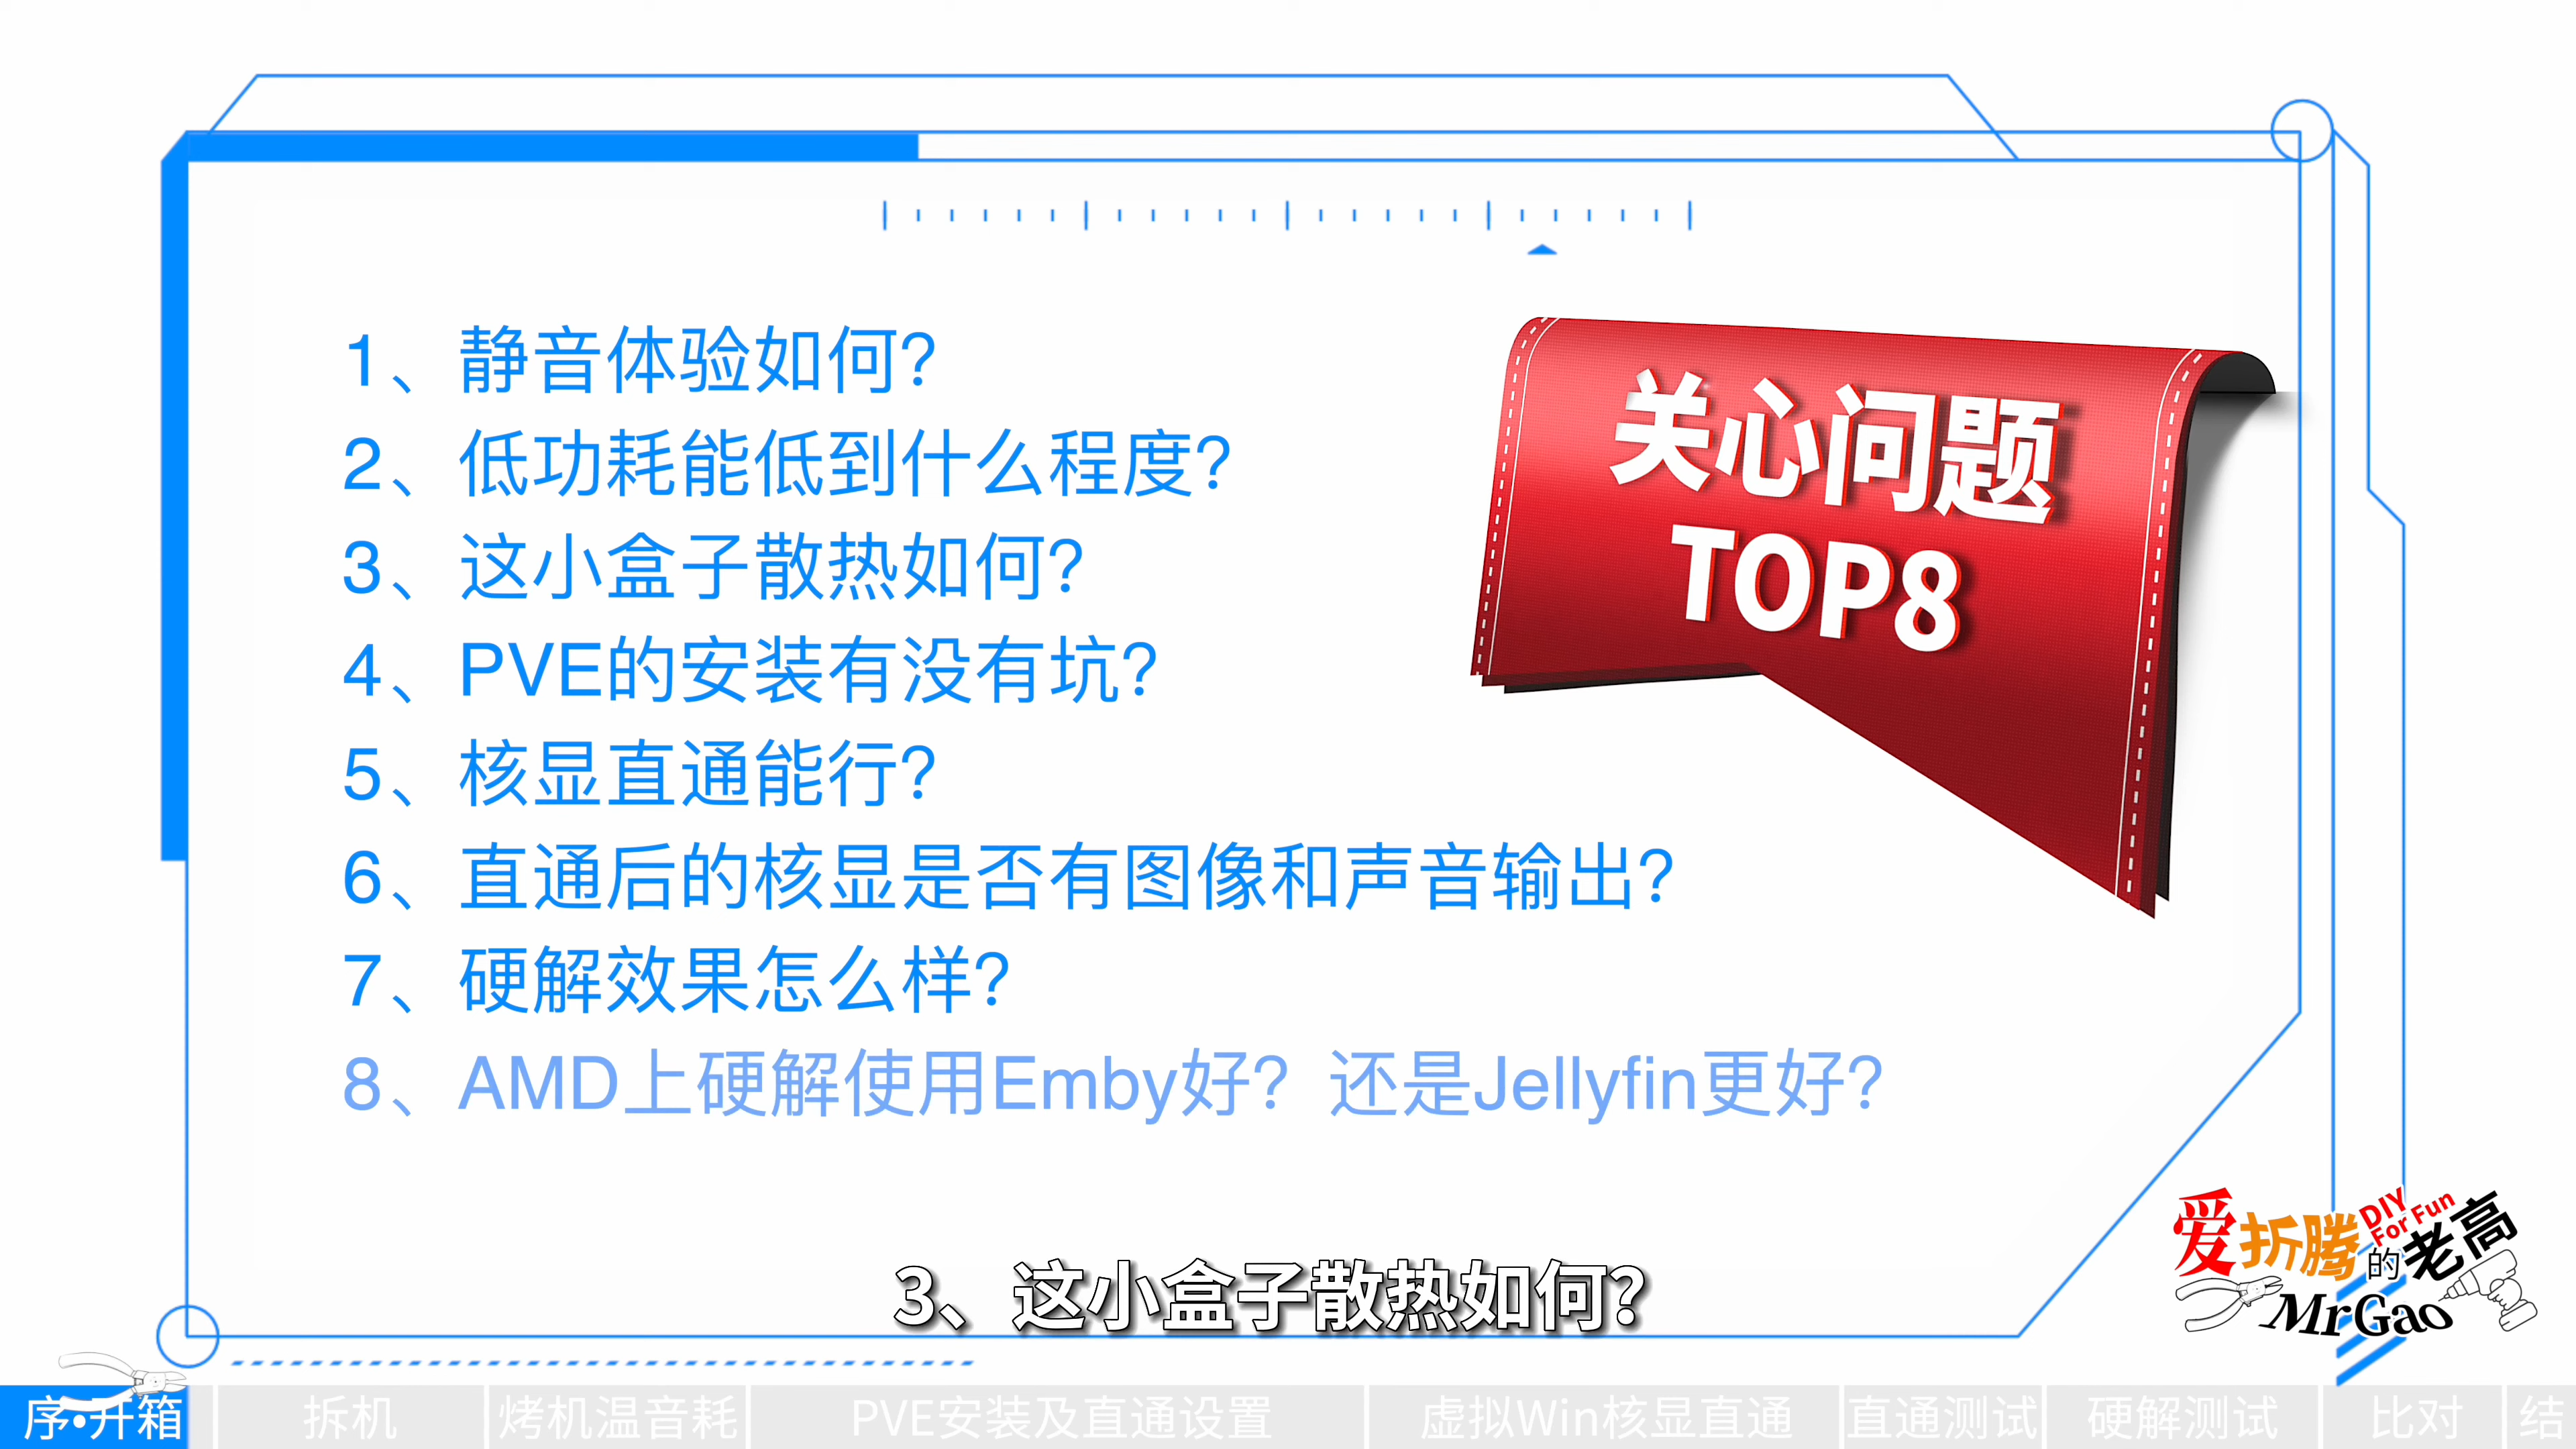 关心问题
TOP8
1、静音体验如何?
2、低功耗能低到什么程度?
3、这小盒子散热如何?
4、PVE的安装有没有坑?
5、核显直通能行?
6、直通后的核显是否有图像和声音输出?
7、硬解效果怎么样?
8、AMD上硬解使用Emby好? 还是Jellyfin更好?
爱折腾的老高
DIY
For Fun
MrGao
3、这小盒子散热如何?
序•开箱
拆机
烤机温音耗
PVE安装及直通设置
虚拟Win核显直通
直通测试
硬解测试
比对
结